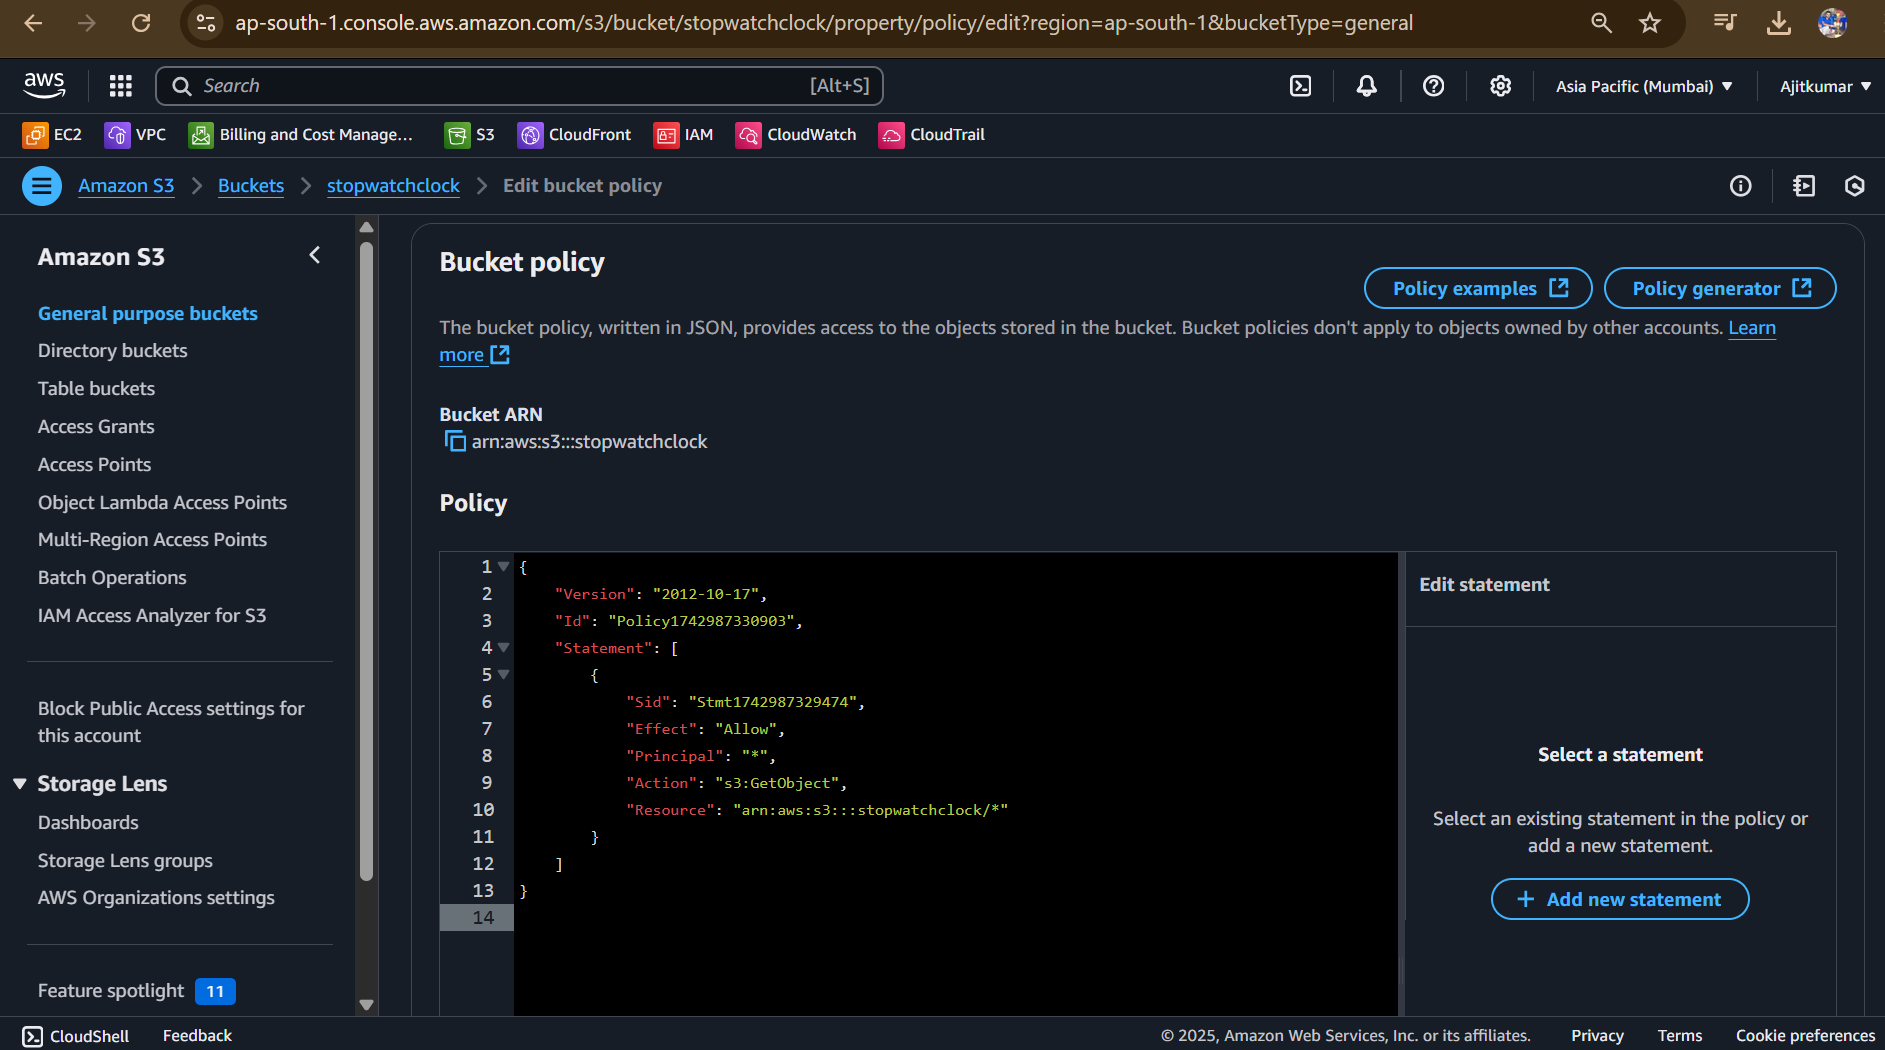 ap-south-1.console.aws.amazon.com/s3/bucket/stopwatchclock/property/policy/edit?region=ap-south-1&bucketType=general
aws
Search [Alt+S]
Asia Pacific (Mumbai) ▼
Ajitkumar ▼
EC2 VPC Billing and Cost Manage... S3 CloudFront IAM CloudWatch CloudTrail
Amazon S3 > Buckets > stopwatchclock > Edit bucket policy
Amazon S3
General purpose buckets
Directory buckets
Table buckets
Access Grants
Access Points
Object Lambda Access Points
Multi-Region Access Points
Batch Operations
IAM Access Analyzer for S3
Block Public Access settings for
this account
Storage Lens
Dashboards
Storage Lens groups
AWS Organizations settings
Feature spotlight 11
Bucket policy
Policy examples
Policy generator
The bucket policy, written in JSON, provides access to the objects stored in the bucket. Bucket policies don't apply to objects owned by other accounts. Learn
more
Bucket ARN
arn:aws:s3:::stopwatchclock
Policy
1 {
2     "Version": "2012-10-17",
3     "Id": "Policy1742987330903",
4     "Statement": [
5         {
6             "Sid": "Stmt1742987329474",
7             "Effect": "Allow",
8             "Principal": "*",
9             "Action": "s3:GetObject",
10             "Resource": "arn:aws:s3:::stopwatchclock/*"
11         }
12     ]
13 }
14
Edit statement
Select a statement
Select an existing statement in the policy or
add a new statement.
+ Add new statement
CloudShell Feedback
© 2025, Amazon Web Services, Inc. or its affiliates. Privacy Terms Cookie preferences